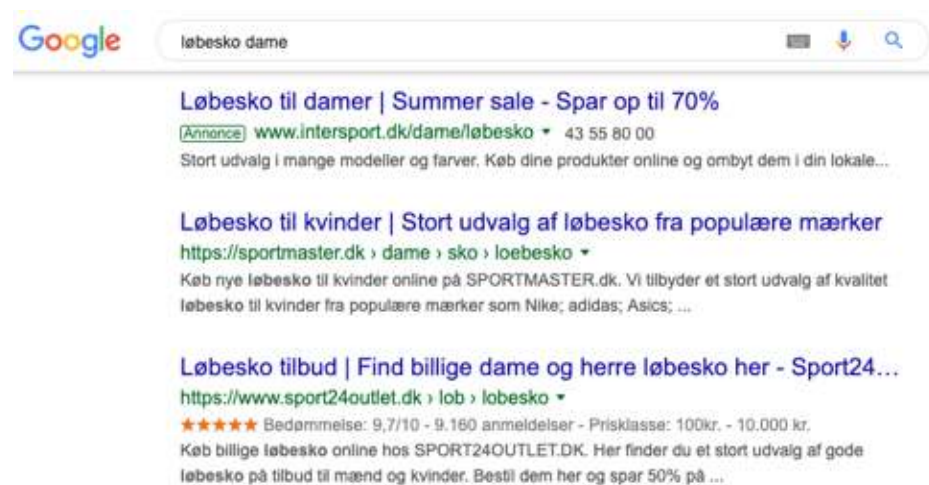 Google
løbesko dame
Løbesko til damer | Summer sale - Spar op til 70%
Annonce www.intersport.dk/dame/løbesko 43 55 80 00
Stort udvalg i mange modeller og farver. Køb dine produkter online og ombyt dem i din lokale...
Løbesko til kvinder | Stort udvalg af løbesko fra populære mærker
https://sportmaster.dk › dame › sko › loebesko
Køb nye løbesko til kvinder online på SPORTMASTER.dk. Vi tilbyder et stort udvalg af kvalitet
løbesko til kvinder fra populære mærker som Nike; adidas; Asics; ...
Løbesko tilbud | Find billige dame og herre løbesko her - Sport24...
https://www.sport24outlet.dk › lob › lobesko
★★★★★ Bedømmelse: 9,7/10 - 9.160 anmeldelser - Prisklasse: 100kr. - 10.000 kr.
Køb billige løbesko online hos SPORT24OUTLET.DK. Her finder du et stort udvalg af gode
løbesko på tilbud til mænd og kvinder. Bestil dem her og spar 50% på ...